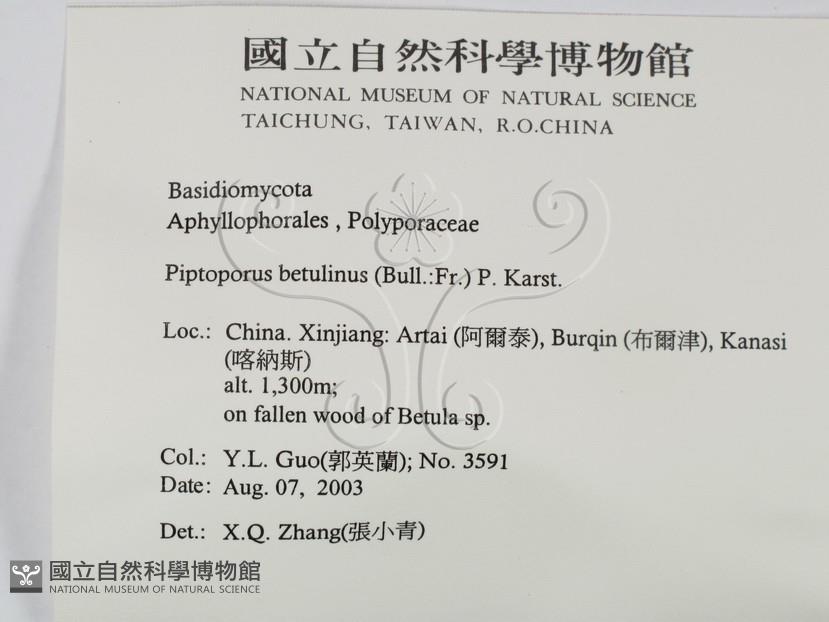 國立自然科學博物館
NATIONAL MUSEUM OF NATURAL SCIENCE
TAICHUNG, TAIWAN, R.O.CHINA
Basidiomycota
Aphyllophorales , Polyporaceae
Piptoporus betulinus (Bull.:Fr.) P. Karst.
Loc.: China. Xinjiang: Artai (阿爾泰), Burqin (布爾津), Kanasi
(喀納斯)
alt. 1,300m;
on fallen wood of Betula sp.
Col.: Y.L. Guo(郭英蘭); No. 3591
Date: Aug. 07, 2003
Det.: X.Q. Zhang(張小青)
國立自然科學博物館
NATIONAL MUSEUM OF NATURAL SCIENCE